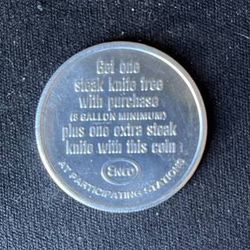 Get one
steak knife free
with purchase
(8 GALLON MINIMUM)
plus one extra steak
knife with this coin
ENCO
AT PARTICIPATING STATIONS